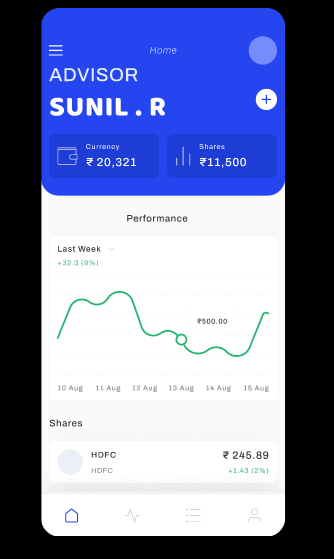 Home
ADVISOR
SUNIL . R
Currency
₹ 20,321
Shares
₹11,500
Performance
Last Week
+32.3 (9%)
₹500.00
10 Aug 11 Aug 12 Aug 13 Aug 14 Aug 15 Aug
Shares
HDFC ₹ 245.89
HDFC +1.43 (2%)